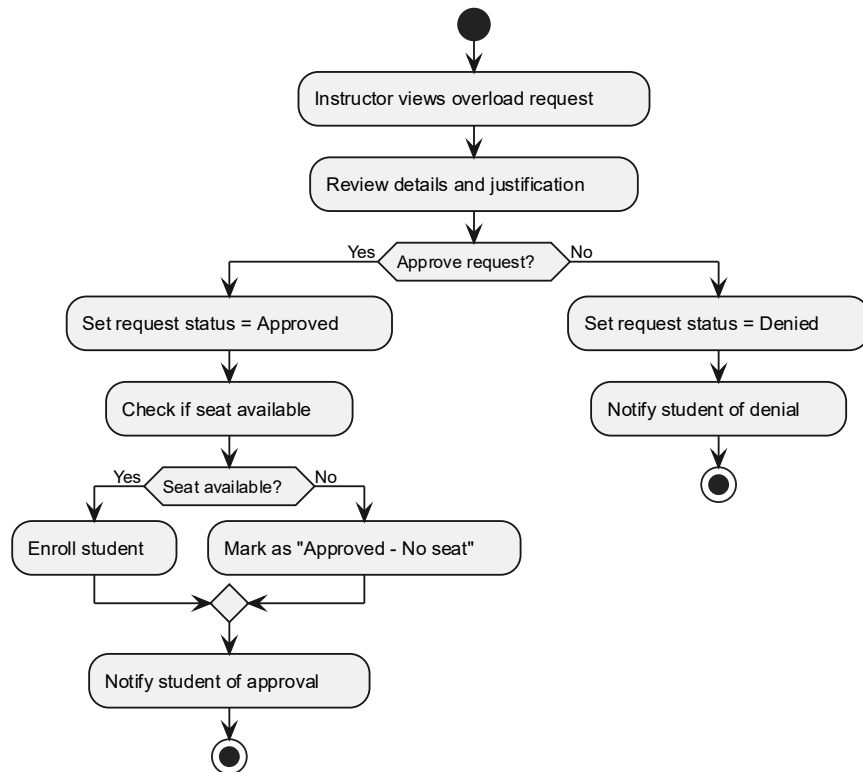 Instructor views overload request
Review details and justification
Yes
Approve request?
No
Set request status = Approved
Set request status = Denied
Check if seat available
Notify student of denial
Yes
Seat available?
No
Enroll student
Mark as "Approved - No seat"
Notify student of approval